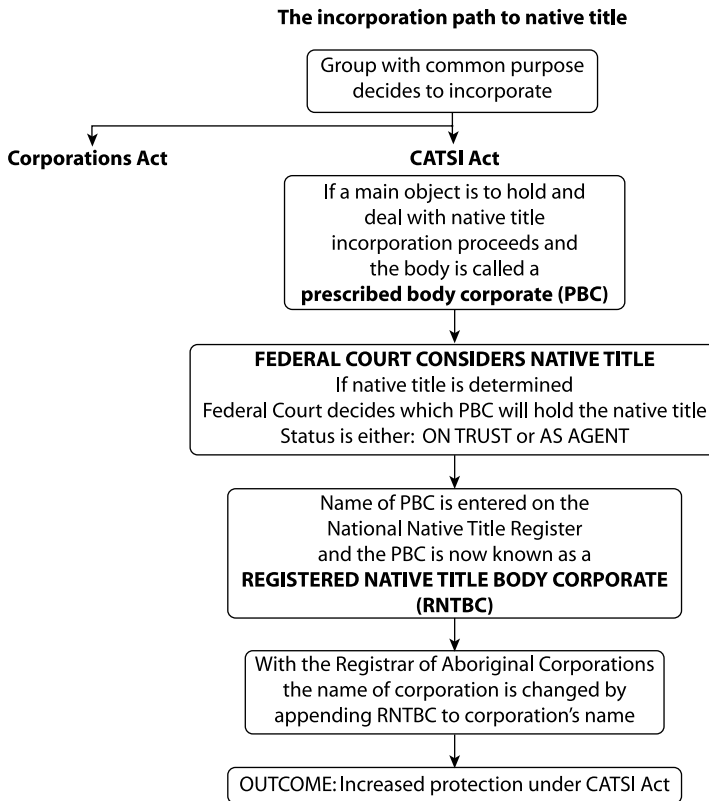 The incorporation path to native title
Group with common purpose
decides to incorporate
Corporations Act
CATSI Act
If a main object is to hold and
deal with native title
incorporation proceeds and
the body is called a
prescribed body corporate (PBC)
FEDERAL COURT CONSIDERS NATIVE TITLE
If native title is determined
Federal Court decides which PBC will hold the native title
Status is either: ON TRUST or AS AGENT
Name of PBC is entered on the
National Native Title Register
and the PBC is now known as a
REGISTERED NATIVE TITLE BODY CORPORATE
(RNTBC)
With the Registrar of Aboriginal Corporations
the name of corporation is changed by
appending RNTBC to corporation's name
OUTCOME: Increased protection under CATSI Act